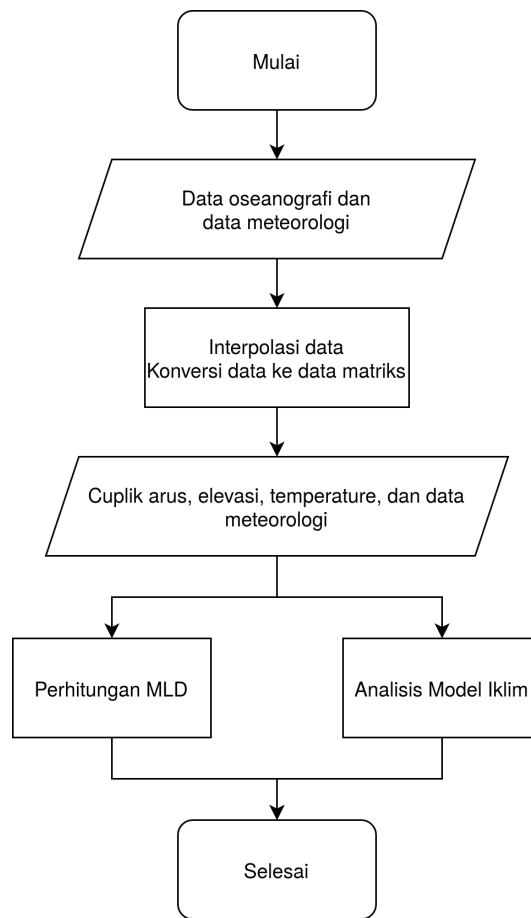 Mulai
Data oseanografi dan
data meteorologi
Interpolasi data
Konversi data ke data matriks
Cuplik arus, elevasi, temperature, dan data
meteorologi
Perhitungan MLD
Analisis Model Iklim
Selesai